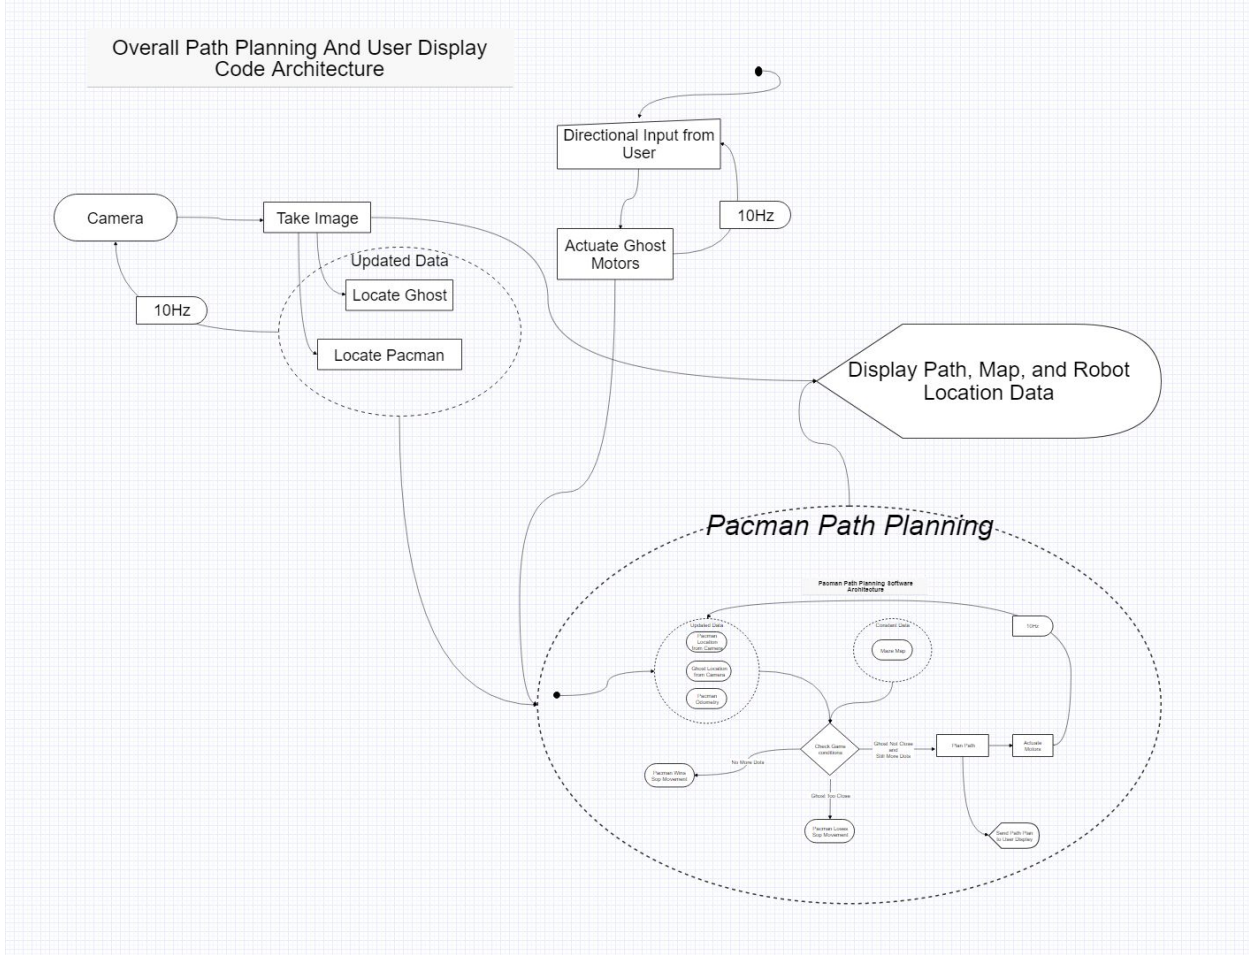 Overall Path Planning And User Display
Code Architecture
Directional Input from
User
Camera
Take Image
10Hz
Actuate Ghost
Motors
Updated Data
Locate Ghost
10Hz
Locate Pacman
Display Path, Map, and Robot
Location Data
Pacman Path Planning
Pacman Path Planning Software
Architecture
Updated Data
Pacman
Location
from Camera
Ghost Location
from Camera
Pacman
Odometry
Constant Data
Maze Map
10Hz
Check Game
conditions
Ghost Not Close
and
Still More Dots
Plan Path
Actuate
Motors
No More Dots
Pacman Wins
Sop Movement
Ghost Too Close
Pacman Loses
Sop Movement
Send Path Plan
to User Display